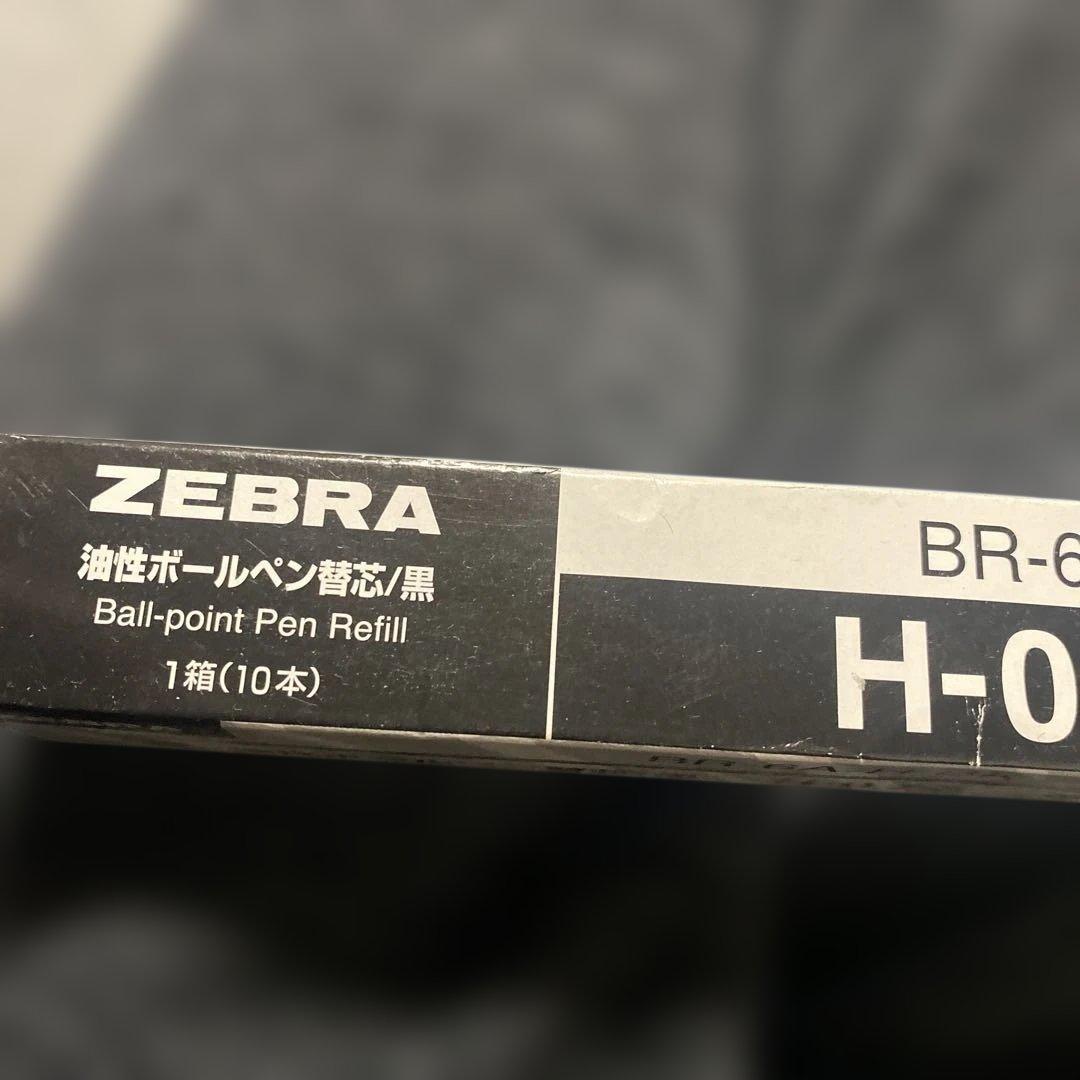 ZEBRA
油性ボールペン替芯/黒
Ball-point Pen Refill
1箱(10本)
BR-6
H-0